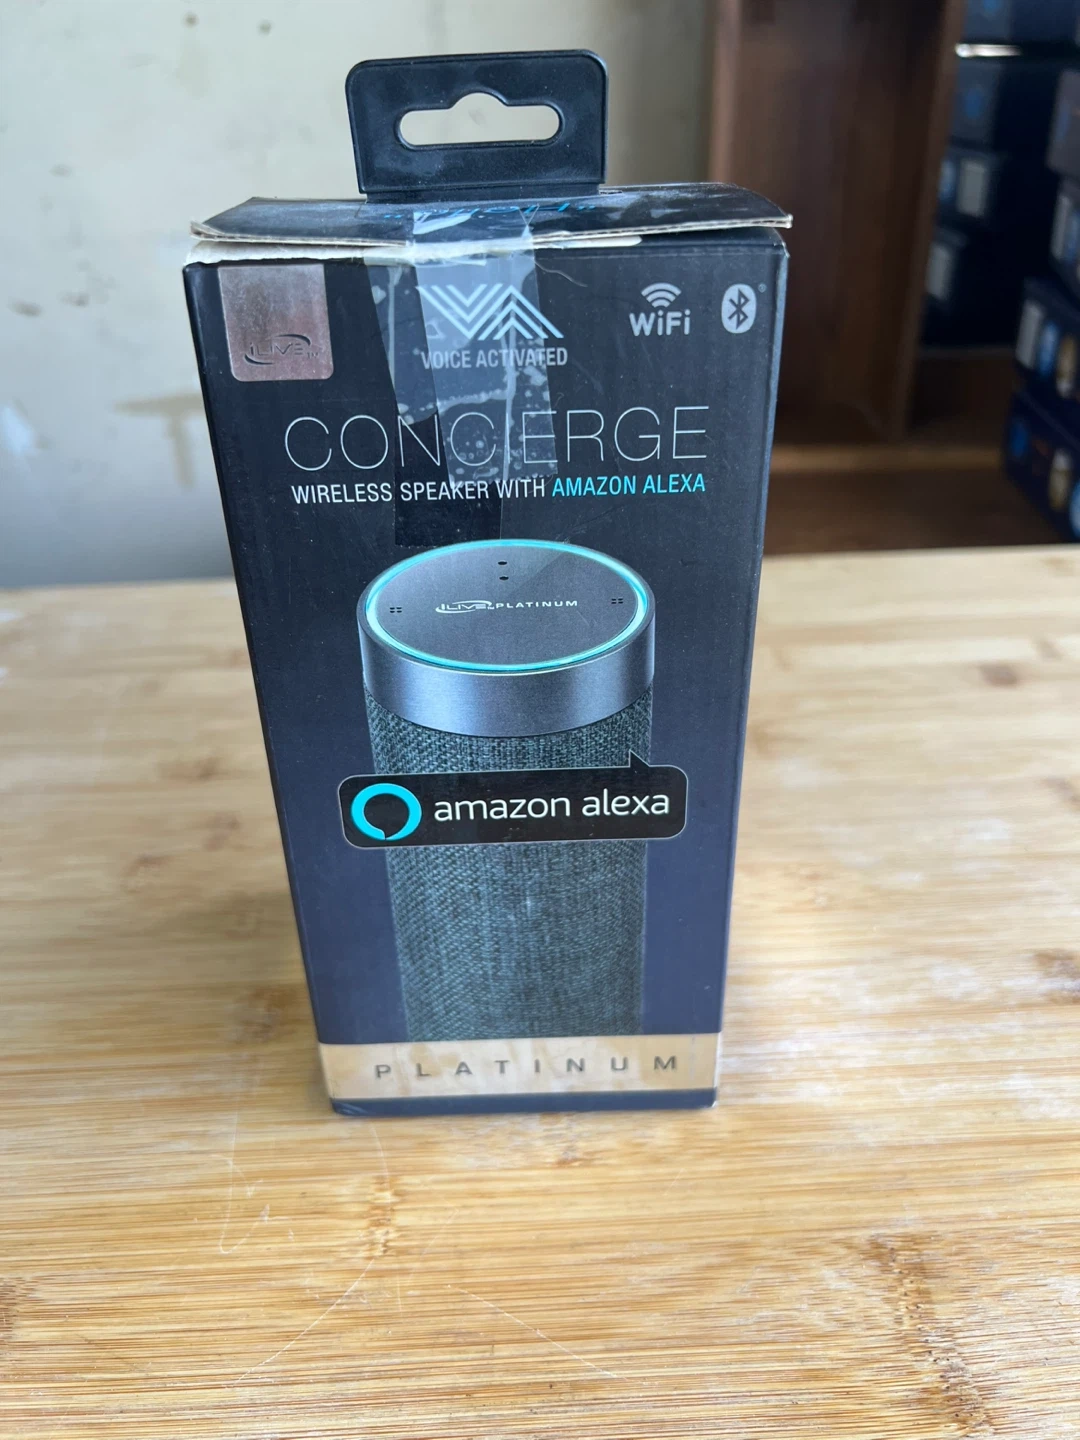 iLIVE
VOICE ACTIVATED
WiFi
CONCIERGE
WIRELESS SPEAKER WITH AMAZON ALEXA
iLIVE PLATINUM
amazon alexa
PLATINUM